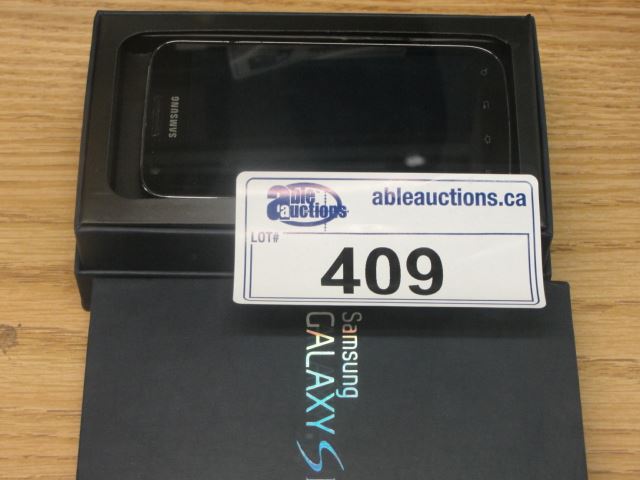 SAMSUNG
able auctions
ableauctions.ca
LOT#
409
Samsung
GALAXY S